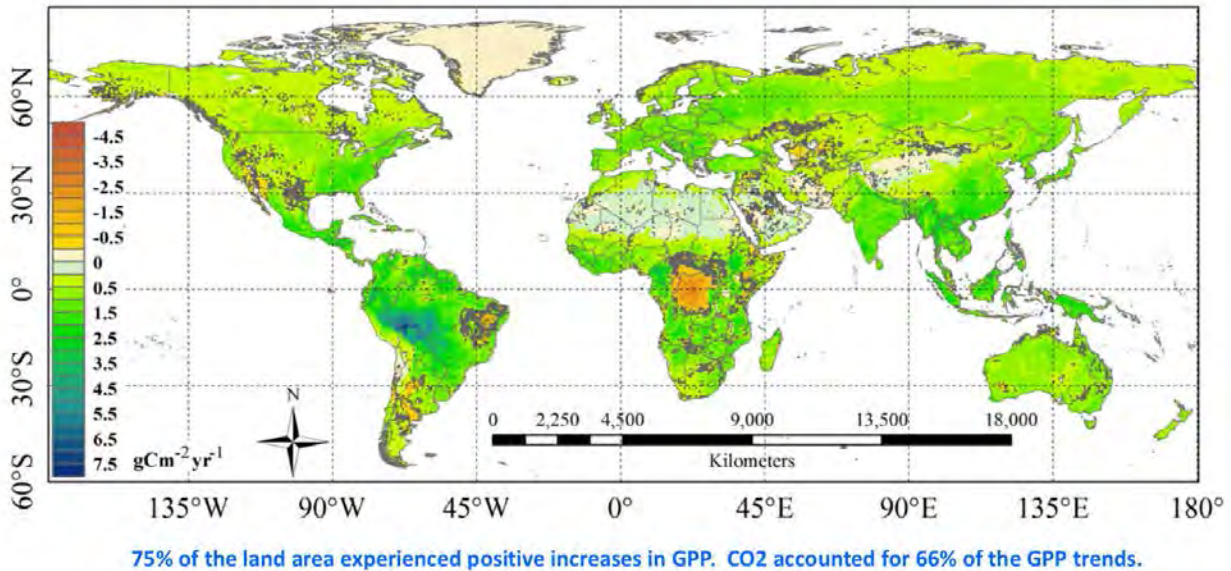 60°N
30°N
0°
30°S
60°S
-4.5
-3.5
-2.5
-1.5
-0.5
0
0.5
1.5
2.5
3.5
4.5
5.5
6.5
7.5
gCm⁻² yr⁻¹
N
0 2,250 4,500 9,000 13,500 18,000
Kilometers
135°W 90°W 45°W 0° 45°E 90°E 135°E 180°
75% of the land area experienced positive increases in GPP. CO2 accounted for 66% of the GPP trends.